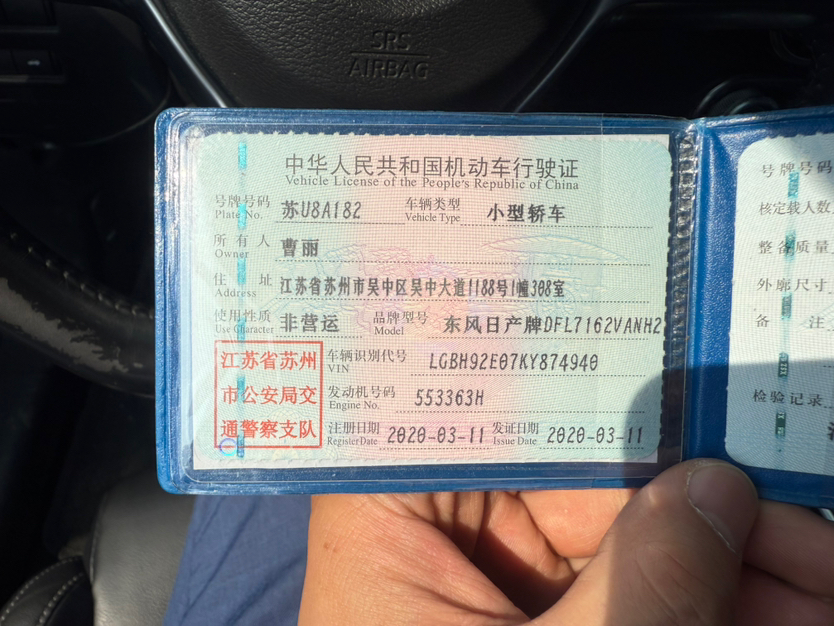 SRS
AIRBAG
中华人民共和国机动车行驶证
Vehicle License of the People's Republic of China
号牌号码 苏U8A182 车辆类型 小型轿车
Plate No. Vehicle Type
所有人 曹丽
Owner
住址 江苏省苏州市吴中区吴中大道1188号1幢308室
Address
使用性质 非营运 品牌型号 东风日产牌DFL7162VANH2
Use Character Model
江苏省苏州
市公安局交
通警察支队
车辆识别代号 LGBH92E07KY874940
VIN
发动机号码 553363H
Engine No.
注册日期 2020-03-11 发证日期 2020-03-11
Register Date Issue Date
号牌号码
核定载人数
整备质量
外廓尺寸
备注
检验记录